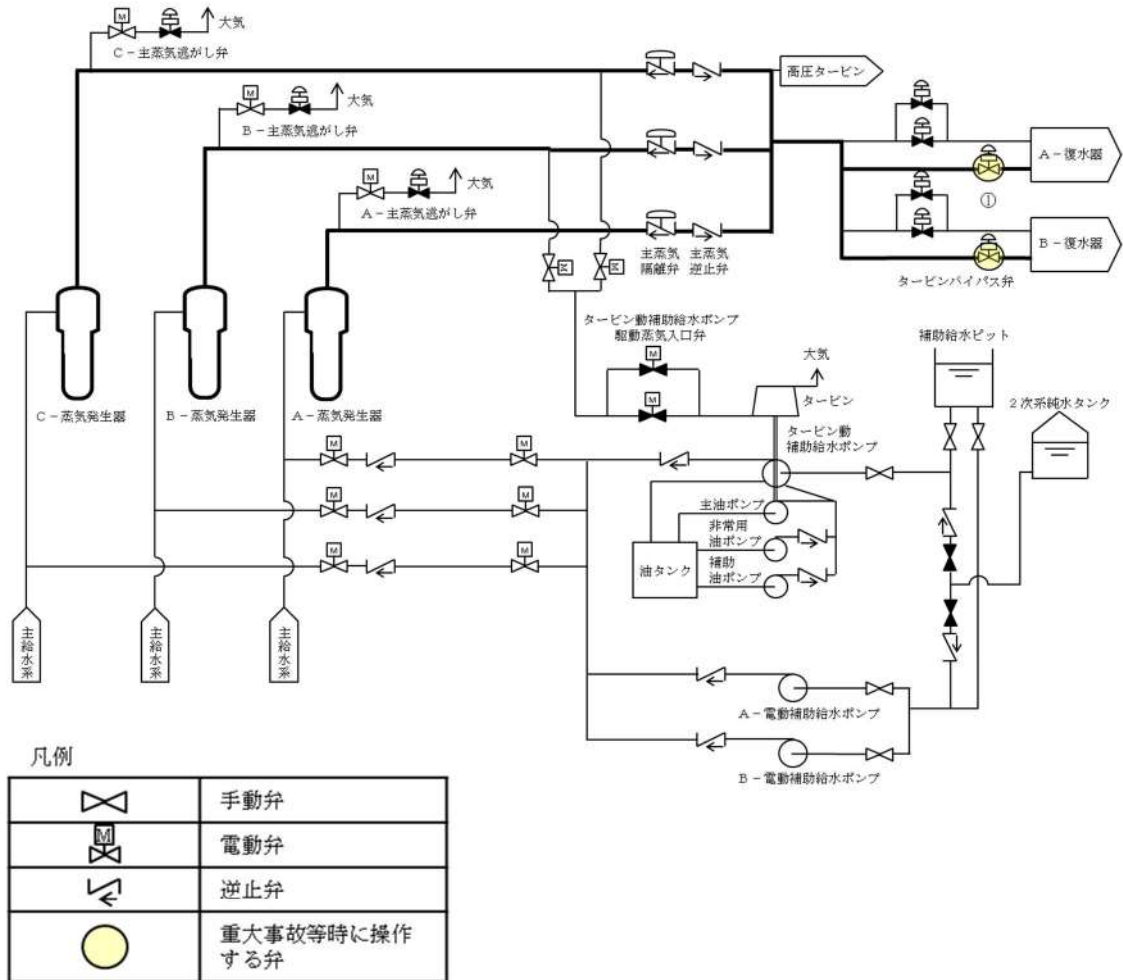 大気
C-主蒸気逃がし弁
大気
B-主蒸気逃がし弁
大気
A-主蒸気逃がし弁
高圧タービン
A-復水器
①
B-復水器
タービンバイパス弁
主蒸気
隔離弁
主蒸気
逆止弁
タービン動補助給水ポンプ
駆動蒸気入口弁
大気
タービン
補助給水ピット
2次系純水タンク
C-蒸気発生器
B-蒸気発生器
A-蒸気発生器
タービン動
補助給水ポンプ
主油ポンプ
非常用
油ポンプ
補助
油ポンプ
油タンク
主給水系
主給水系
主給水系
A-電動補助給水ポンプ
B-電動補助給水ポンプ
M
M
M
M
M
M
M
M
M
M
M
M
M
凡例
手動弁
M
電動弁
逆止弁
重大事故等時に操作
する弁